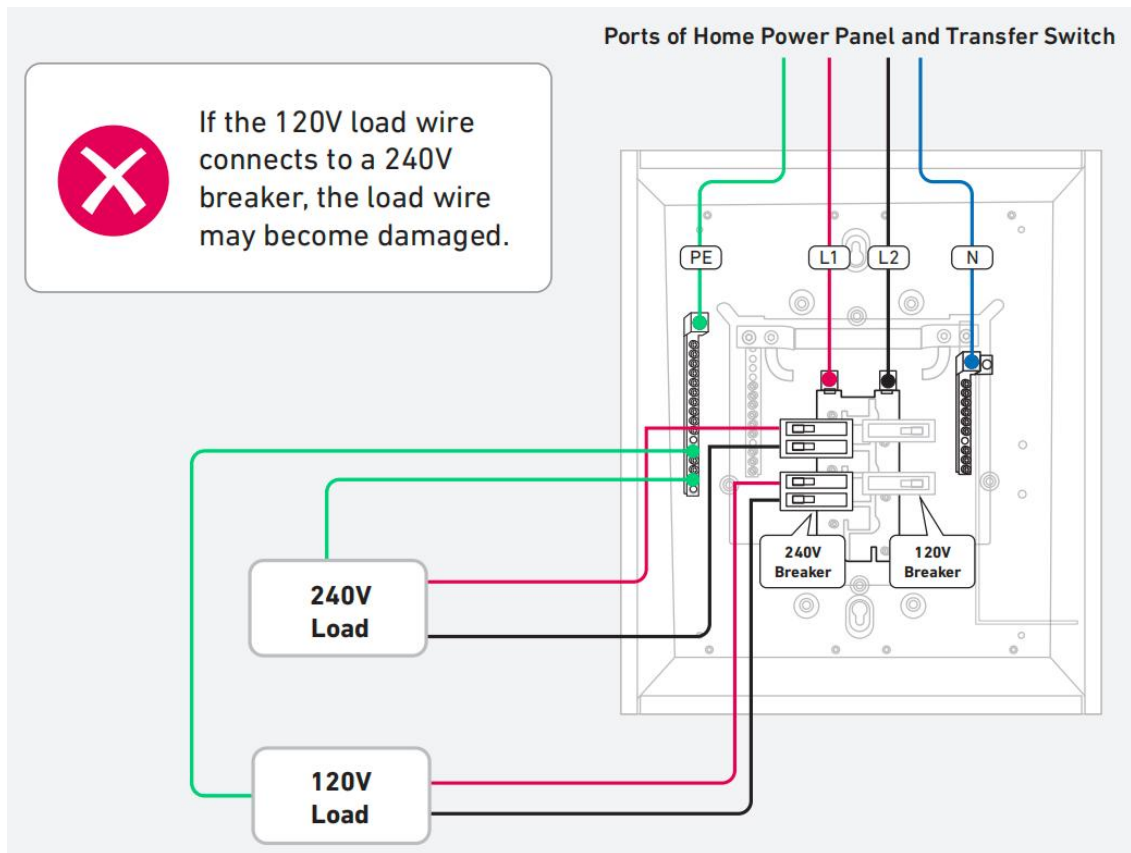 Ports of Home Power Panel and Transfer Switch
If the 120V load wire
connects to a 240V
breaker, the load wire
may become damaged.
PE
L1
L2
N
240V
Breaker
120V
Breaker
240V
Load
120V
Load